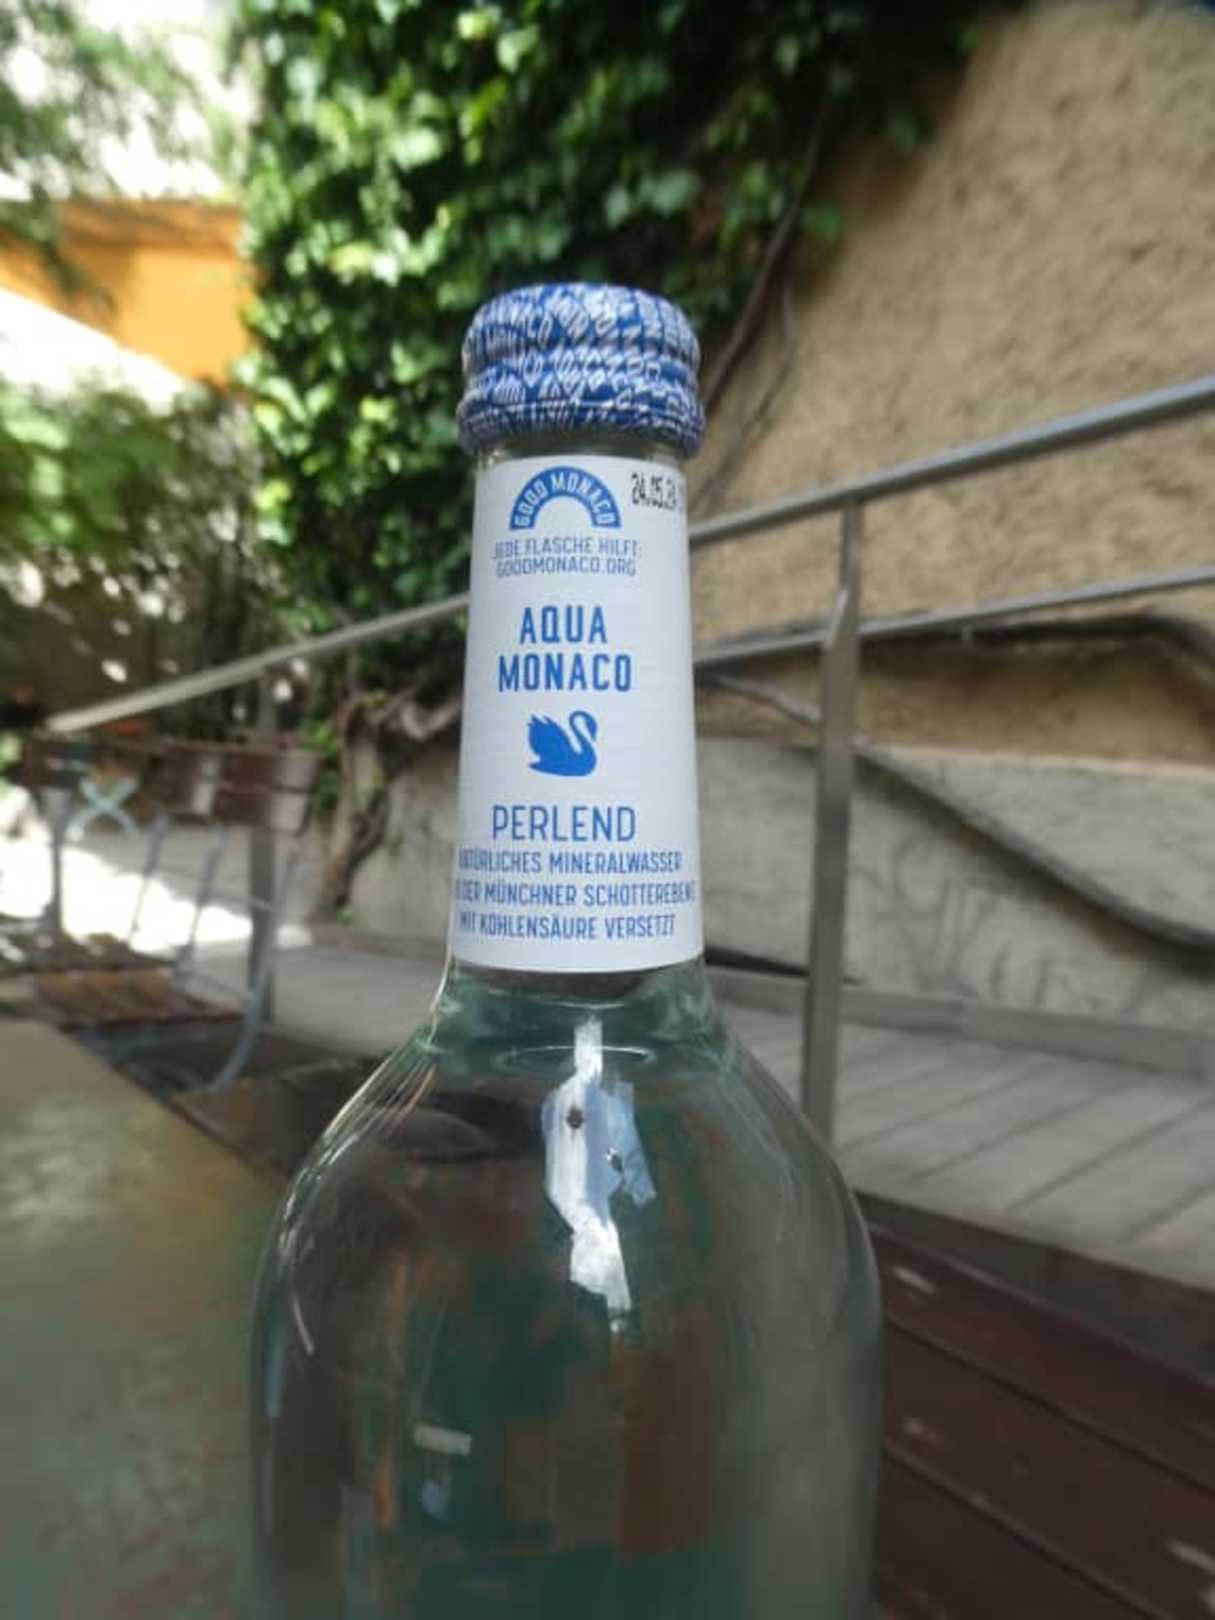 GOOD MONACO
24.05.24
JEDE FLASCHE HILFT:
GOODMONACO.ORG
AQUA
MONACO
PERLEND
NATÜRLICHES MINERALWASSER
DER MÜNCHNER SCHOTTEREBENE
MIT KOHLENSÄURE VERSETZT